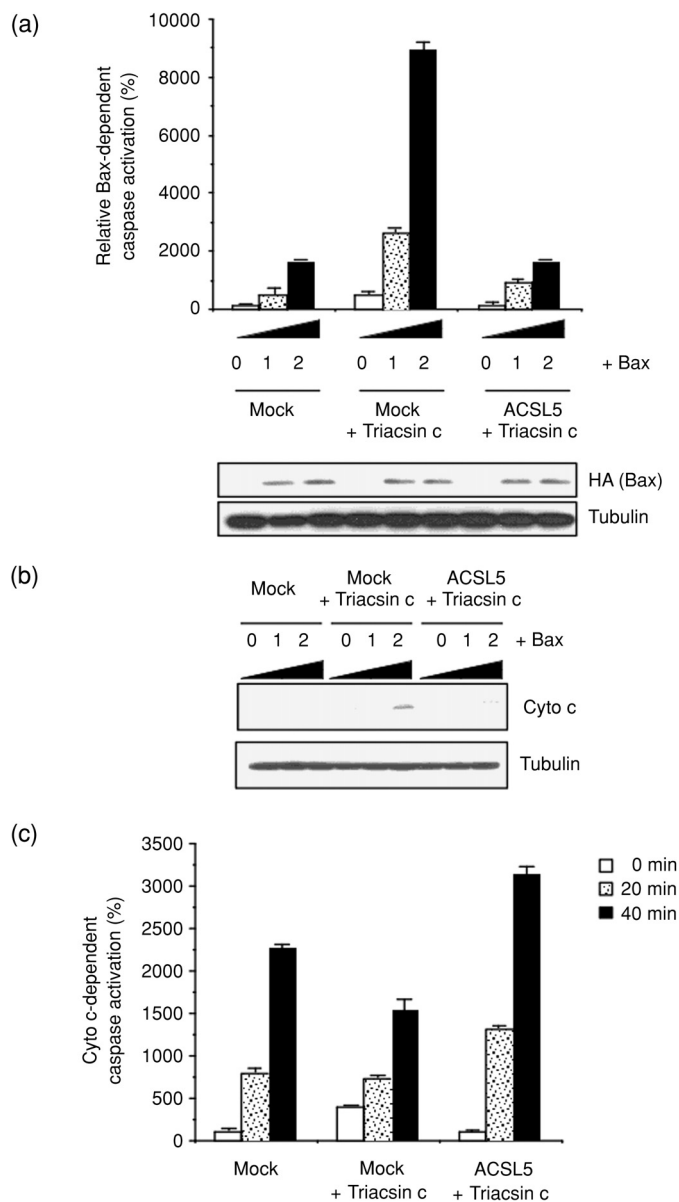 (a)
Relative Bax-dependent
caspase activation (%)
10000
8000
6000
4000
2000
0
0 1 2 0 1 2 0 1 2 + Bax
Mock Mock ACSL5
+ Triacsin c + Triacsin c
HA (Bax)
Tubulin
(b)
Mock Mock ACSL5
+ Triacsin c + Triacsin c
0 1 2 0 1 2 0 1 2 + Bax
Cyto c
Tubulin
(c)
Cyto c-dependent
caspase activation (%)
3500
3000
2500
2000
1500
1000
500
0
0 min
20 min
40 min
Mock Mock ACSL5
+ Triacsin c + Triacsin c